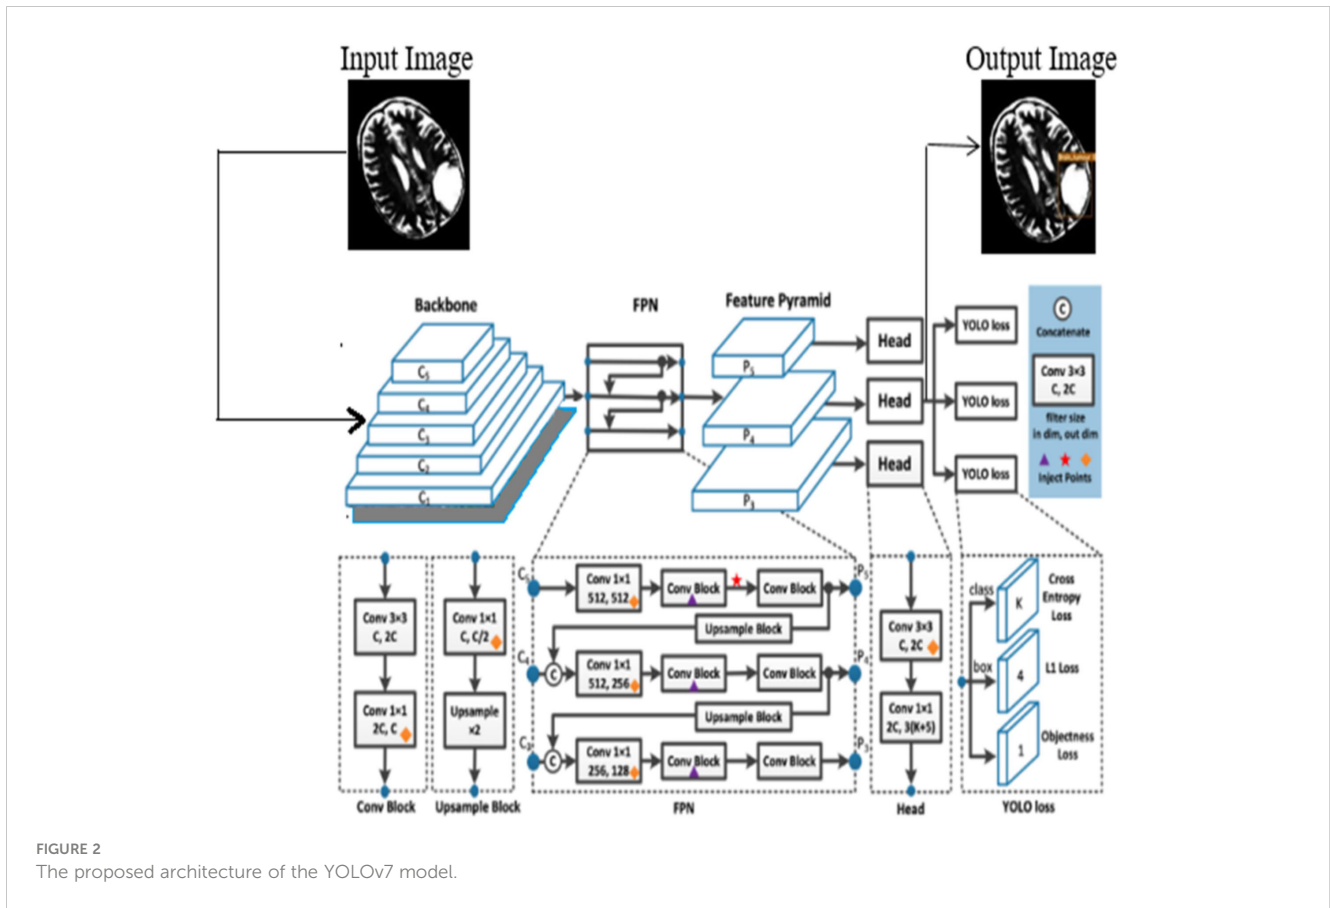 Input Image
Output Image
Backbone
FPN
Feature Pyramid
C5
C4
C3
C2
C1
P5
P4
P3
Head
Head
Head
YOLO loss
YOLO loss
YOLO loss
C
Concatenate
Conv 3×3
C, 2C
filter size
in dim, out dim
Inject Points
Conv 3×3
C, 2C
Conv 1×1
2C, C
Conv Block
Conv 1×1
C, C/2
Upsample
×2
Upsample Block
C5
Conv 1×1
512, 512
Conv Block
Conv Block
P5
Upsample Block
C4
C
Conv 1×1
512, 256
Conv Block
Conv Block
P4
Upsample Block
C3
C
Conv 1×1
256, 128
Conv Block
Conv Block
P3
FPN
Conv 3×3
C, 2C
Conv 1×1
2C, 3(K+5)
Head
class
K
Cross
Entropy
Loss
box
4
L1 Loss
1
Objectness
Loss
YOLO loss
FIGURE 2
The proposed architecture of the YOLOv7 model.